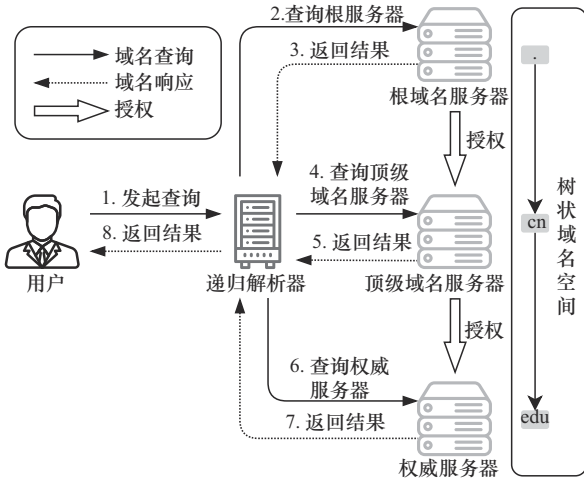 域名查询
域名响应
授权
2.查询根服务器
3. 返回结果
根域名服务器
授权
1. 发起查询
8. 返回结果
用户
递归解析器
4. 查询顶级
域名服务器
5. 返回结果
顶级域名服务器
授权
6. 查询权威
服务器
7. 返回结果
权威服务器
.
cn
edu
树状域名空间